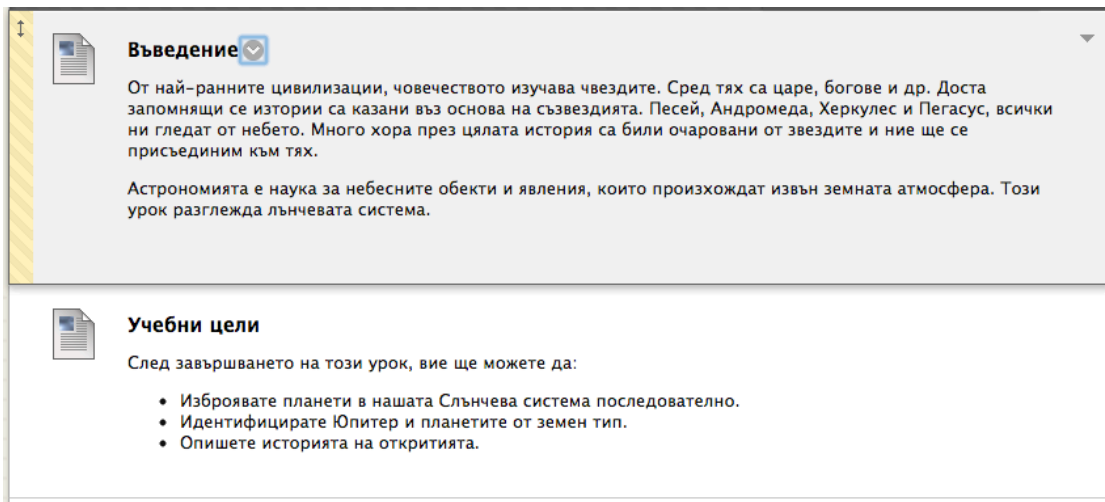 Въведение
От най-ранните цивилизации, човечеството изучава чвездите. Сред тях са царе, богове и др. Доста
запомнящи се изтории са казани въз основа на съзвездията. Песей, Андромеда, Херкулес и Пегасус, всички
ни гледат от небето. Много хора през цялата история са били очаровани от звездите и ние ще се
присъединим към тях.
Астрономията е наука за небесните обекти и явления, които произхождат извън земната атмосфера. Този
урок разглежда лънчевата система.
Учебни цели
След завършването на този урок, вие ще можете да:
• Изброявате планети в нашата Слънчева система последователно.
• Идентифицирате Юпитер и планетите от земен тип.
• Опишете историята на откритията.